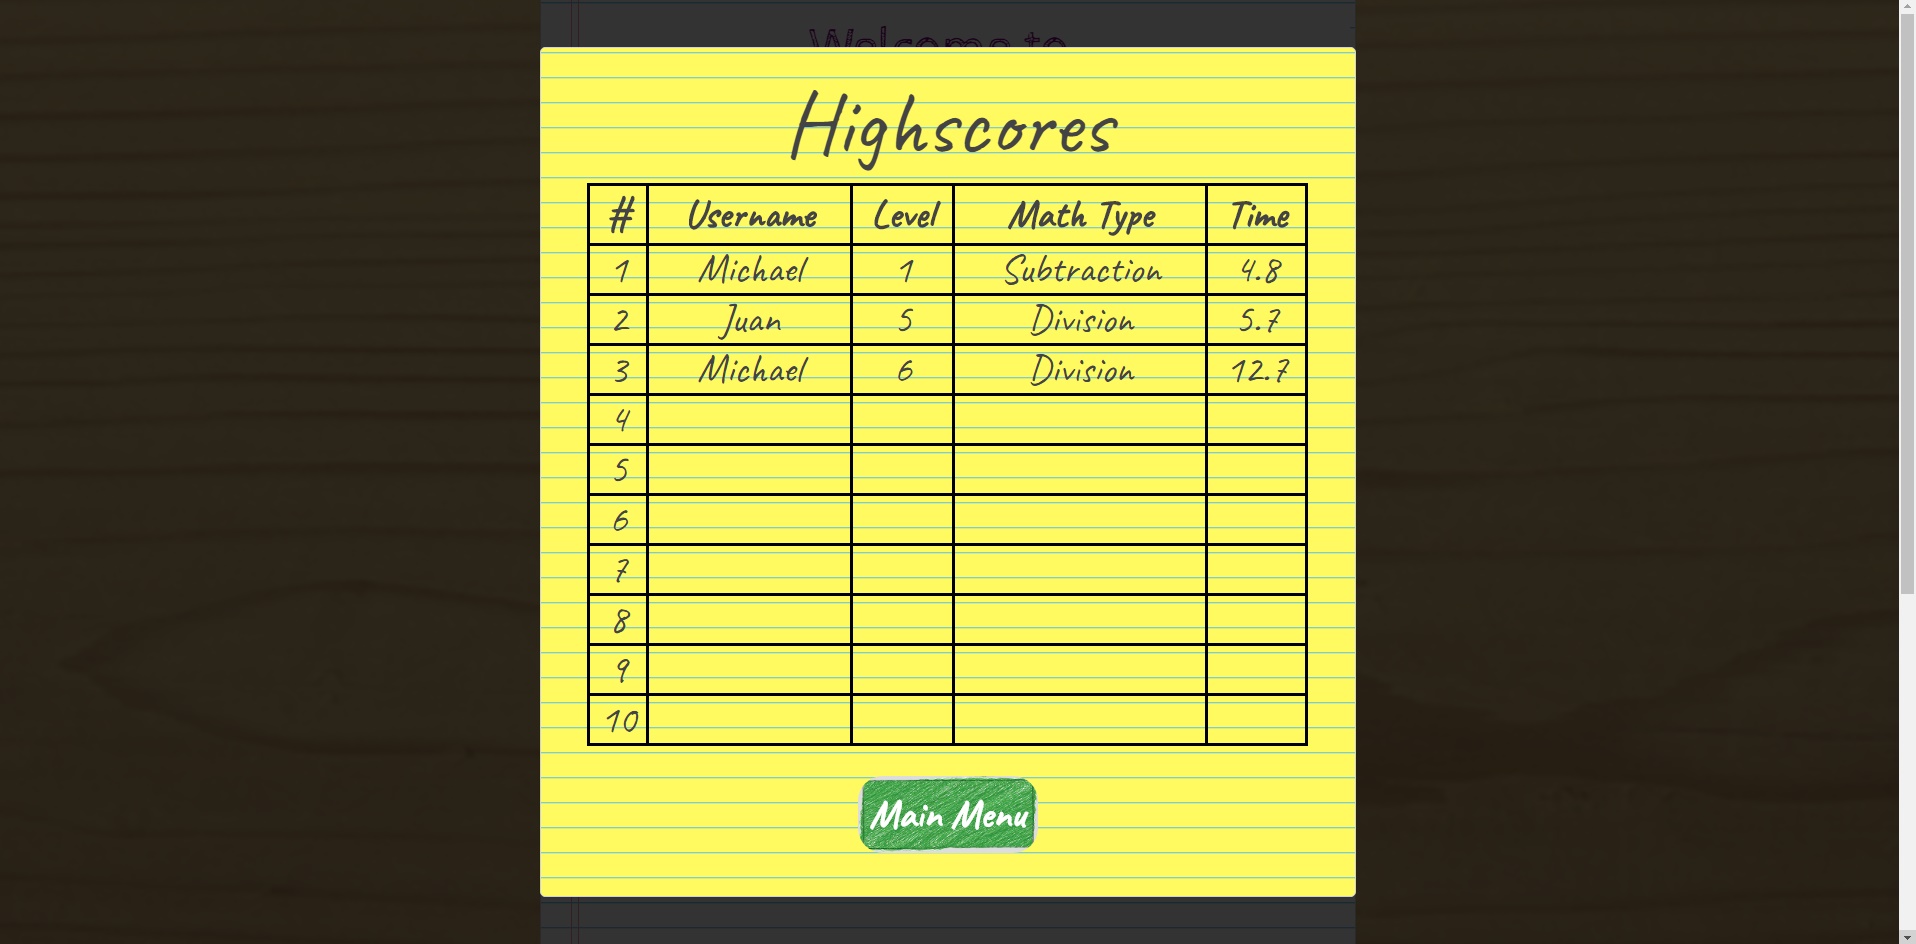 Welcome to
Highscores
# Username Level Math Type Time
1 Michael 1 Subtraction 4.8
2 Juan 5 Division 5.7
3 Michael 6 Division 12.7
4
5
6
7
8
9
10
Main Menu